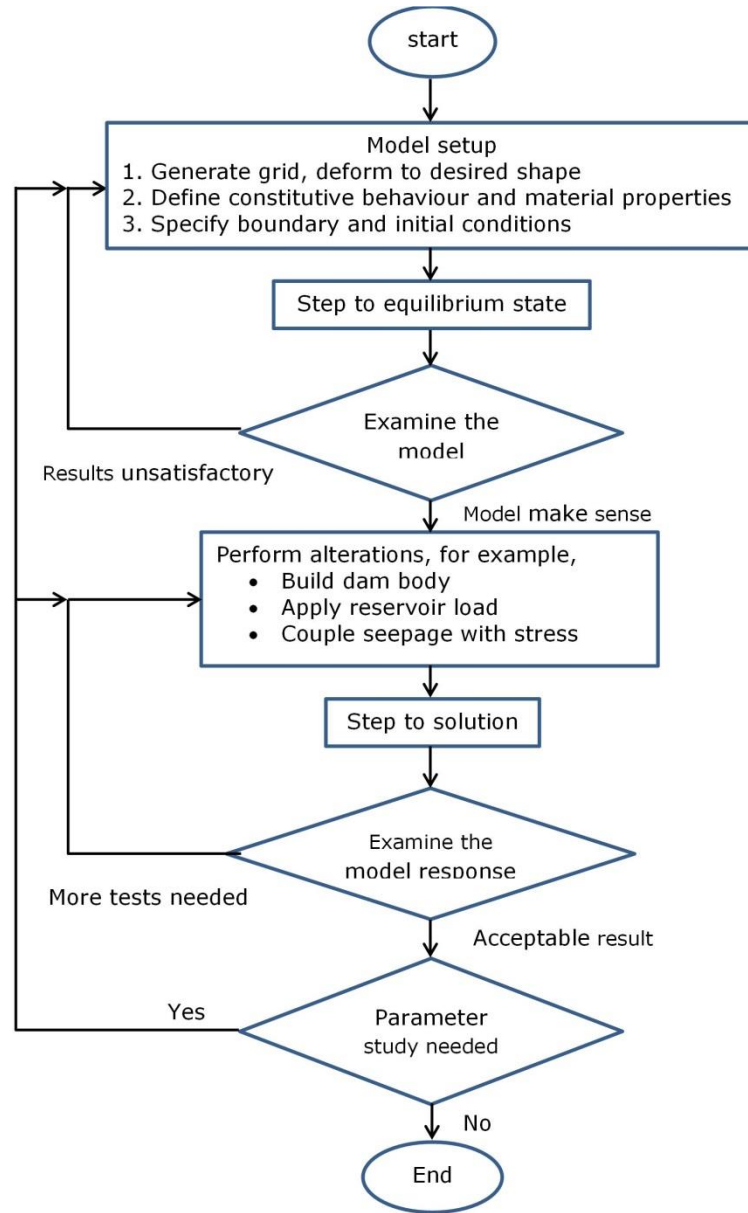 start
Model setup
1. Generate grid, deform to desired shape
2. Define constitutive behaviour and material properties
3. Specify boundary and initial conditions
Step to equilibrium state
Examine the
model
Results unsatisfactory
Model make sense
Perform alterations, for example,
• Build dam body
• Apply reservoir load
• Couple seepage with stress
Step to solution
Examine the
model response
More tests needed
Acceptable result
Yes
Parameter
study needed
No
End